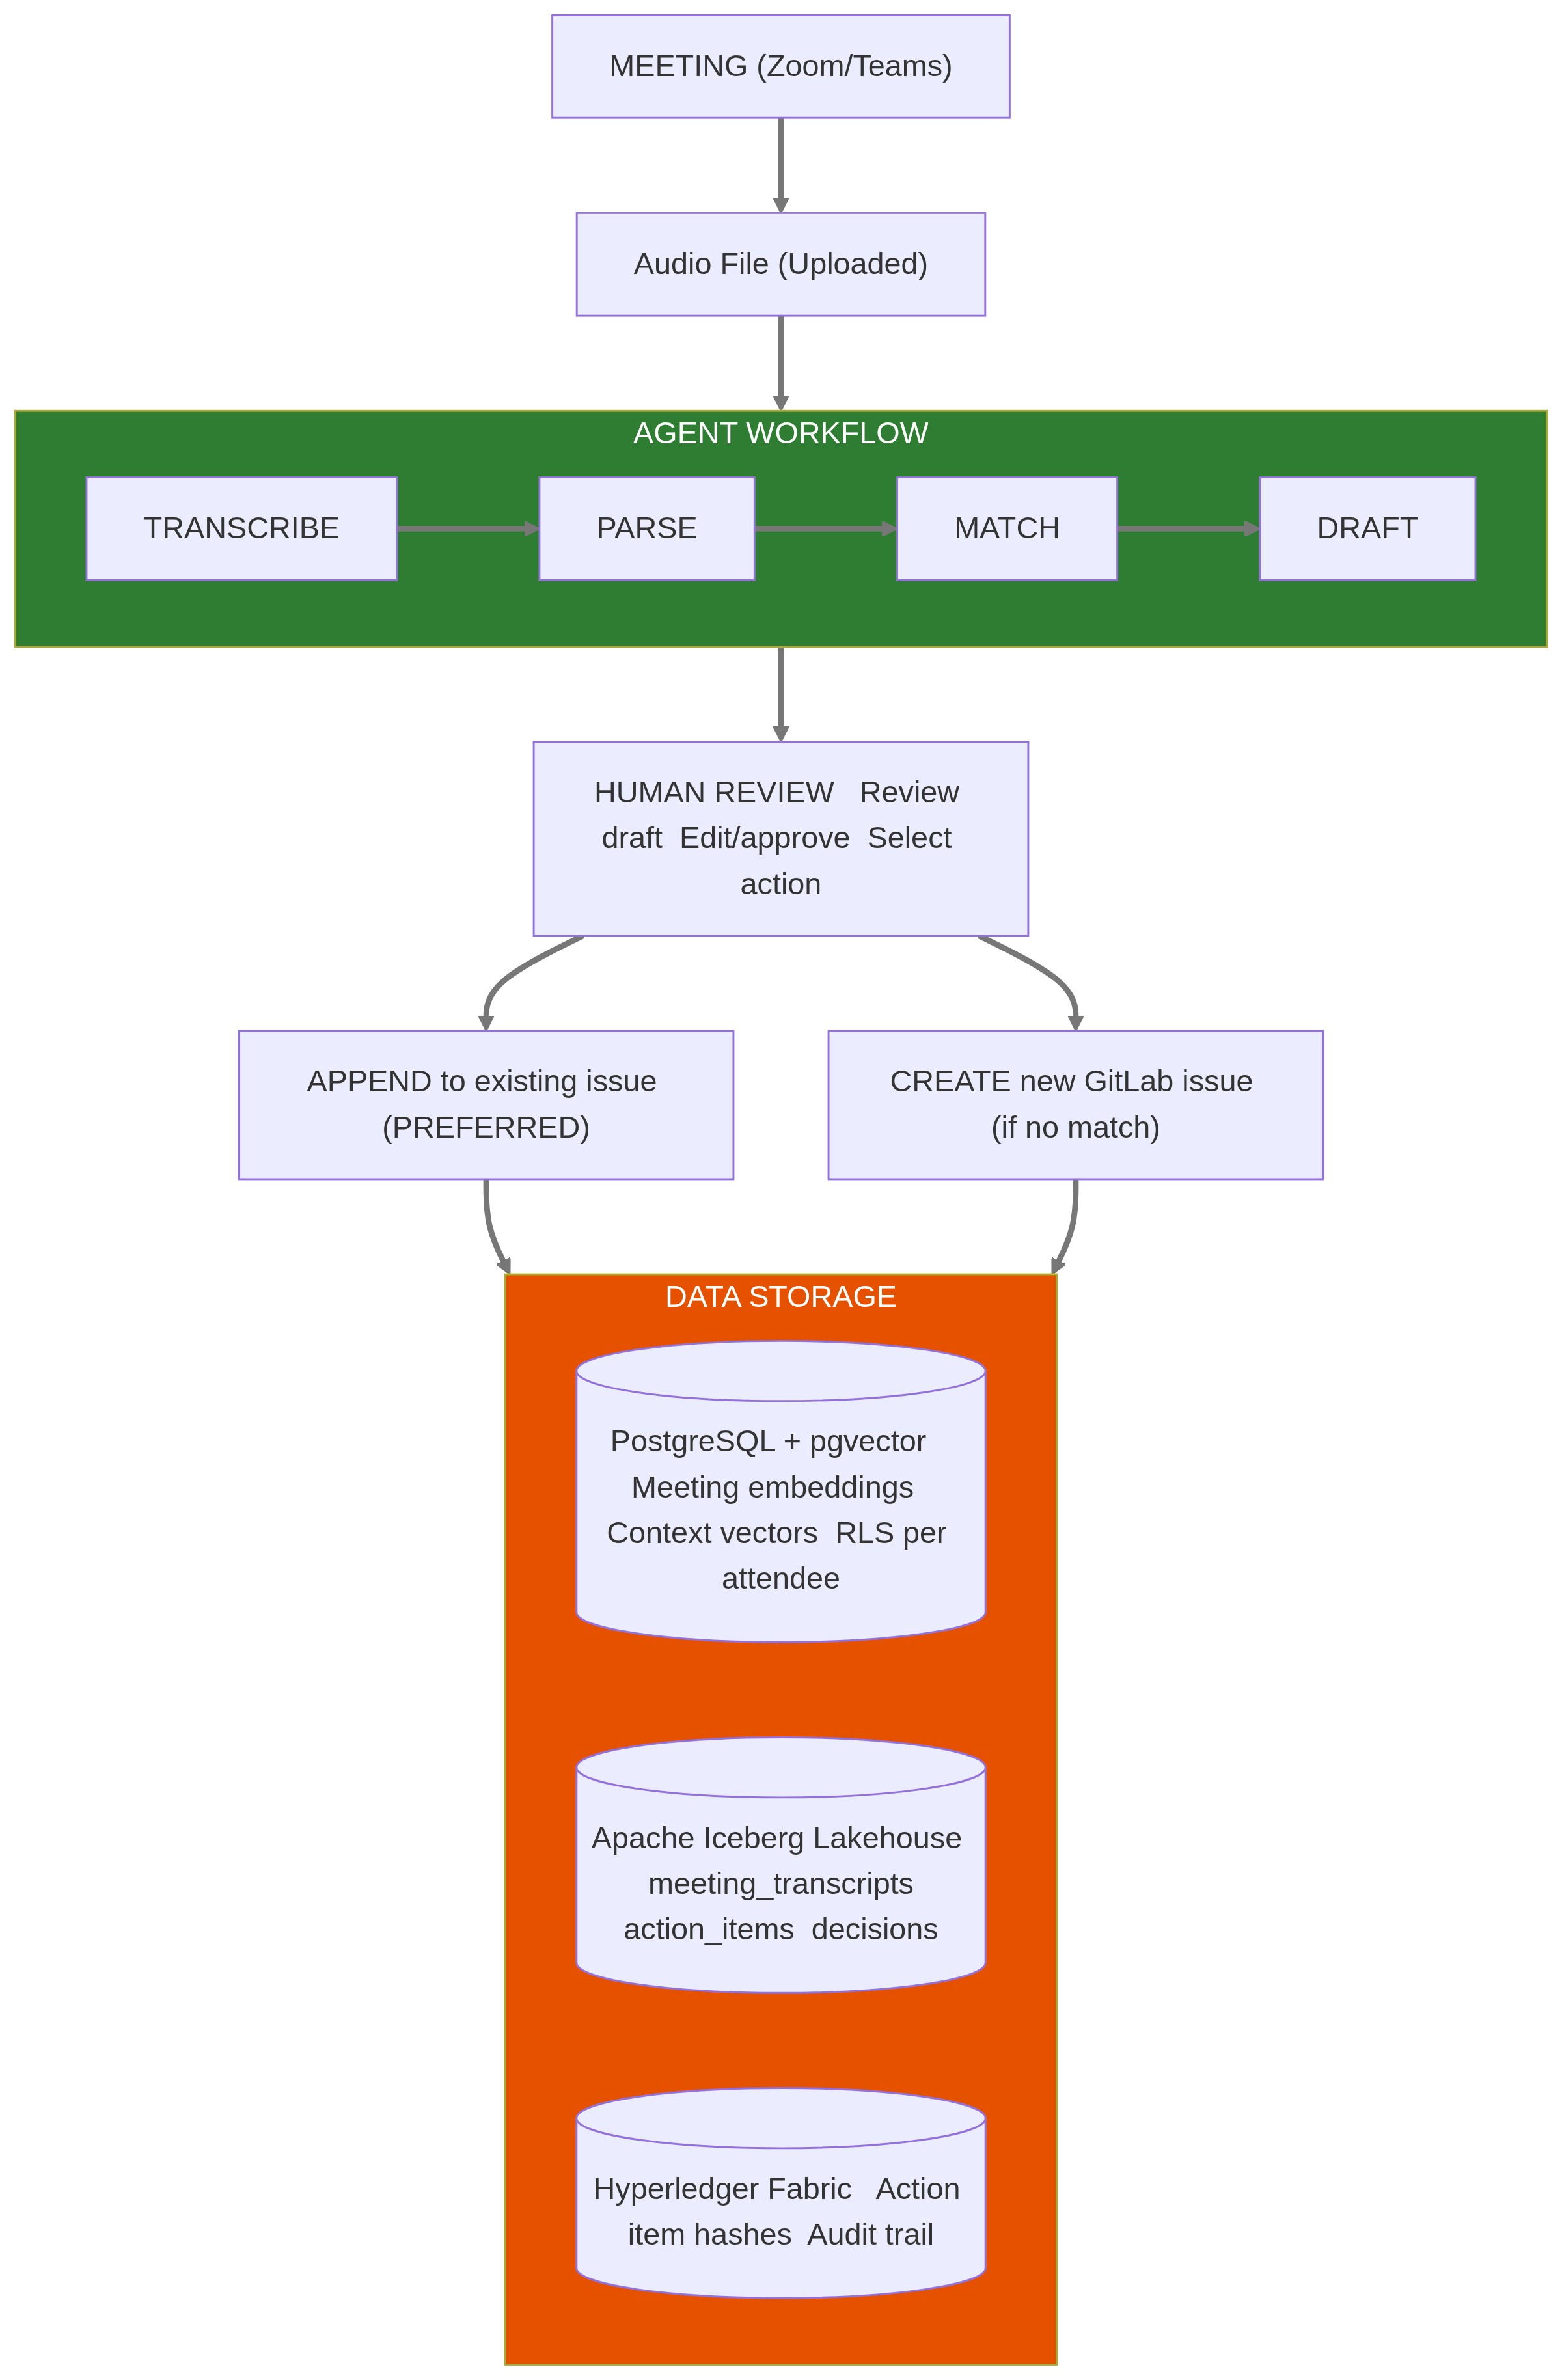 MEETING (Zoom/Teams)
Audio File (Uploaded)
AGENT WORKFLOW
TRANSCRIBE
PARSE
MATCH
DRAFT
HUMAN REVIEW   Review
draft  Edit/approve  Select
action
APPEND to existing issue
(PREFERRED)
CREATE new GitLab issue
(if no match)
DATA STORAGE
PostgreSQL + pgvector
Meeting embeddings
Context vectors  RLS per
attendee
Apache Iceberg Lakehouse
meeting_transcripts
action_items  decisions
Hyperledger Fabric   Action
item hashes  Audit trail